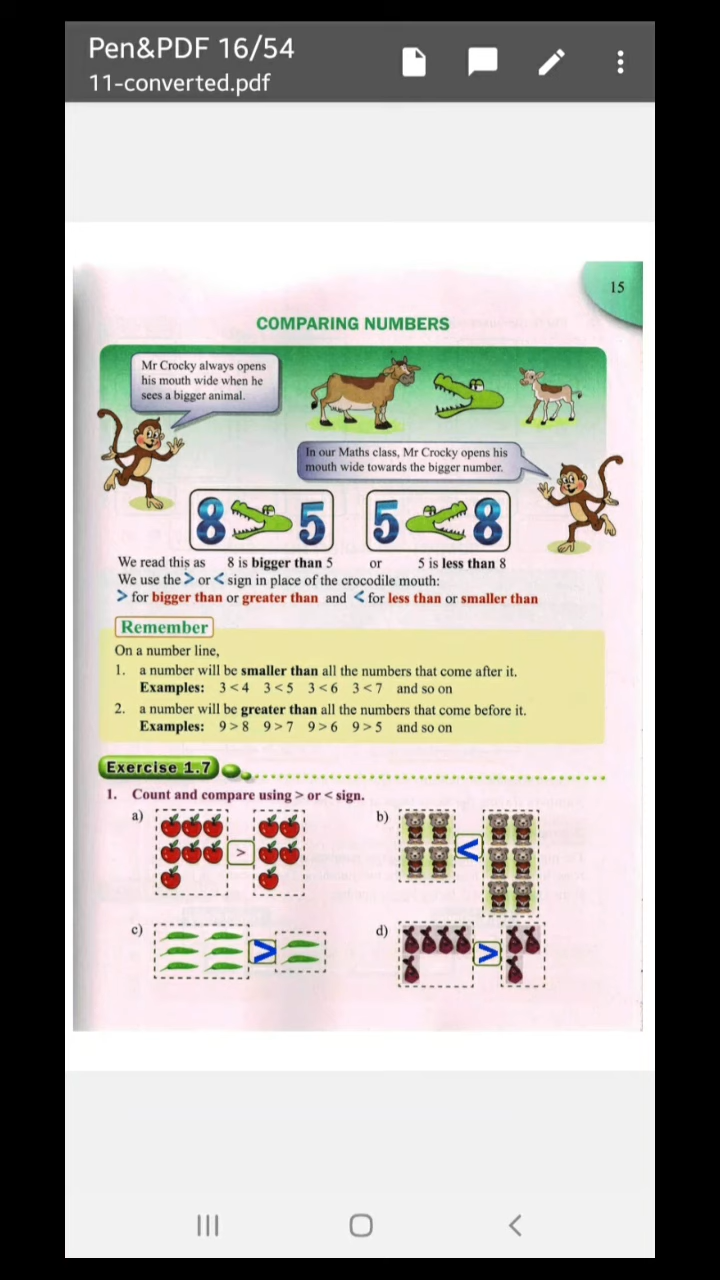 Pen&PDF 16/54
11-converted.pdf
15
COMPARING NUMBERS
Mr Crocky always opens
his mouth wide when he
sees a bigger animal.
In our Maths class, Mr Crocky opens his
mouth wide towards the bigger number.
8 5 5 8
We read this as 8 is bigger than 5 or 5 is less than 8
We use the > or < sign in place of the crocodile mouth:
> for bigger than or greater than and < for less than or smaller than
Remember
On a number line,
1. a number will be smaller than all the numbers that come after it.
Examples: 3 < 4 3 < 5 3 < 6 3 < 7 and so on
2. a number will be greater than all the numbers that come before it.
Examples: 9 > 8 9 > 7 9 > 6 9 > 5 and so on
Exercise 1.7
1. Count and compare using > or < sign.
a) > b) <
c) > d) >